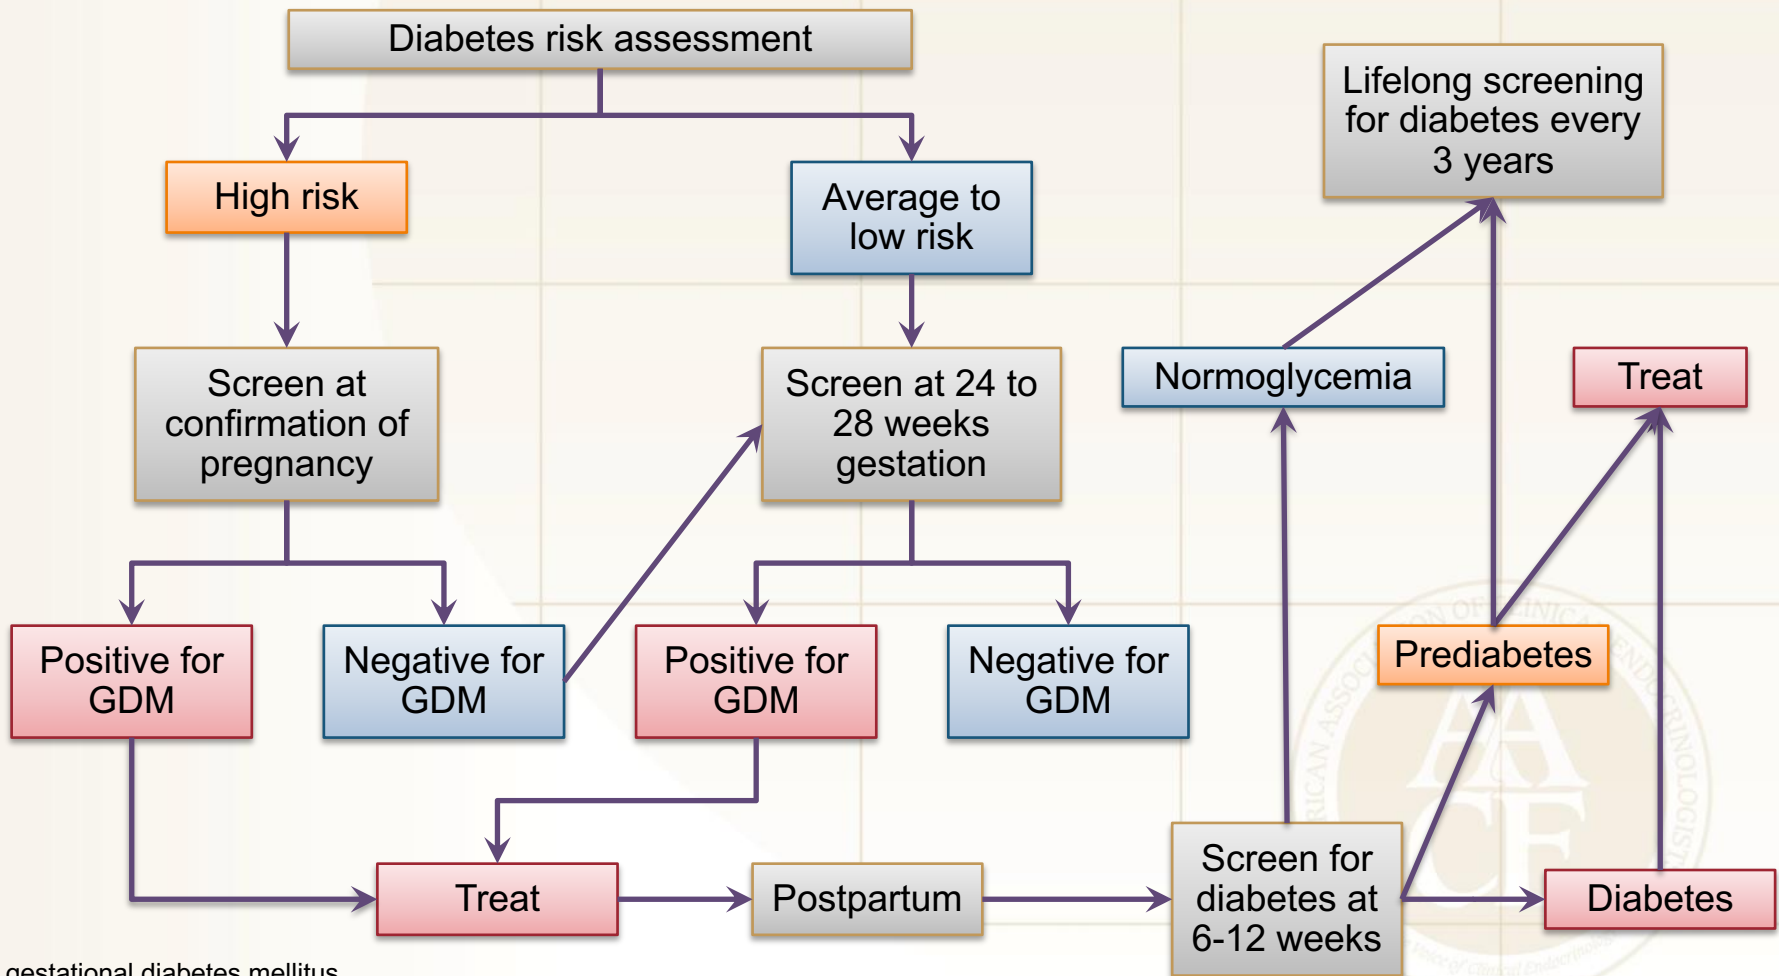 Diabetes risk assessment
Lifelong screening
for diabetes every
3 years
High risk
Average to
low risk
Screen at
confirmation of
pregnancy
Screen at 24 to
28 weeks
gestation
Normoglycemia
Treat
Positive for
GDM
Negative for
GDM
Positive for
GDM
Negative for
GDM
Prediabetes
Treat
Postpartum
Screen for
diabetes at
6-12 weeks
Diabetes
gestational diabetes mellitus
AACE